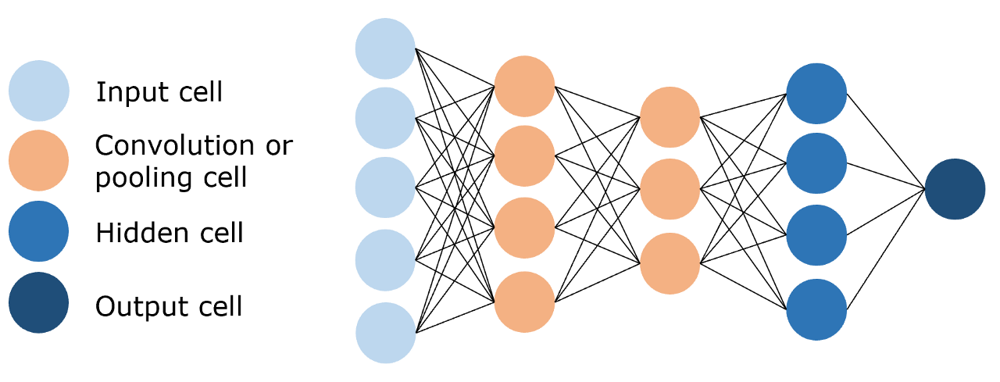 Input cell
Convolution or
pooling cell
Hidden cell
Output cell